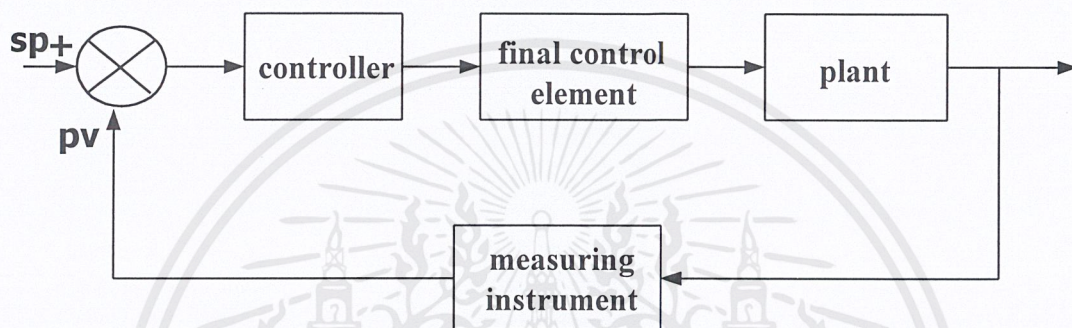 sp+
controller
final control
element
plant
pv
measuring
instrument